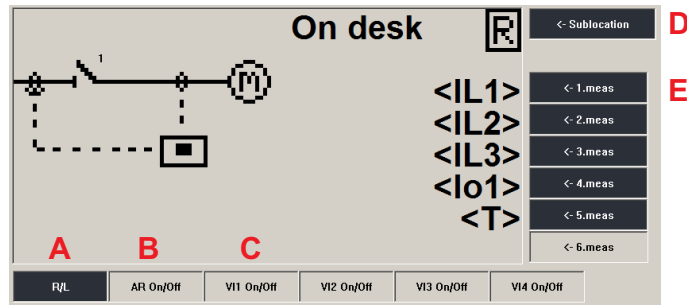 On desk
R
<- Sublocation
D
1
M
<IL1>
<- 1.meas
E
<IL2>
<- 2.meas
<IL3>
<- 3.meas
<Io1>
<- 4.meas
<T>
<- 5.meas
<- 6.meas
A
B
C
R/L
AR On/Off
VI1 On/Off
VI2 On/Off
VI3 On/Off
VI4 On/Off